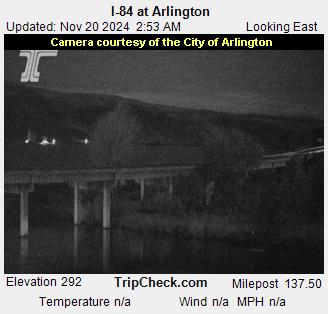 I-84 at Arlington
Updated: Nov 20 2024 2:53 AM Looking East
Camera courtesy of the City of Arlington
Elevation 292 TripCheck.com Milepost 137.50
Temperature n/a Wind n/a MPH n/a